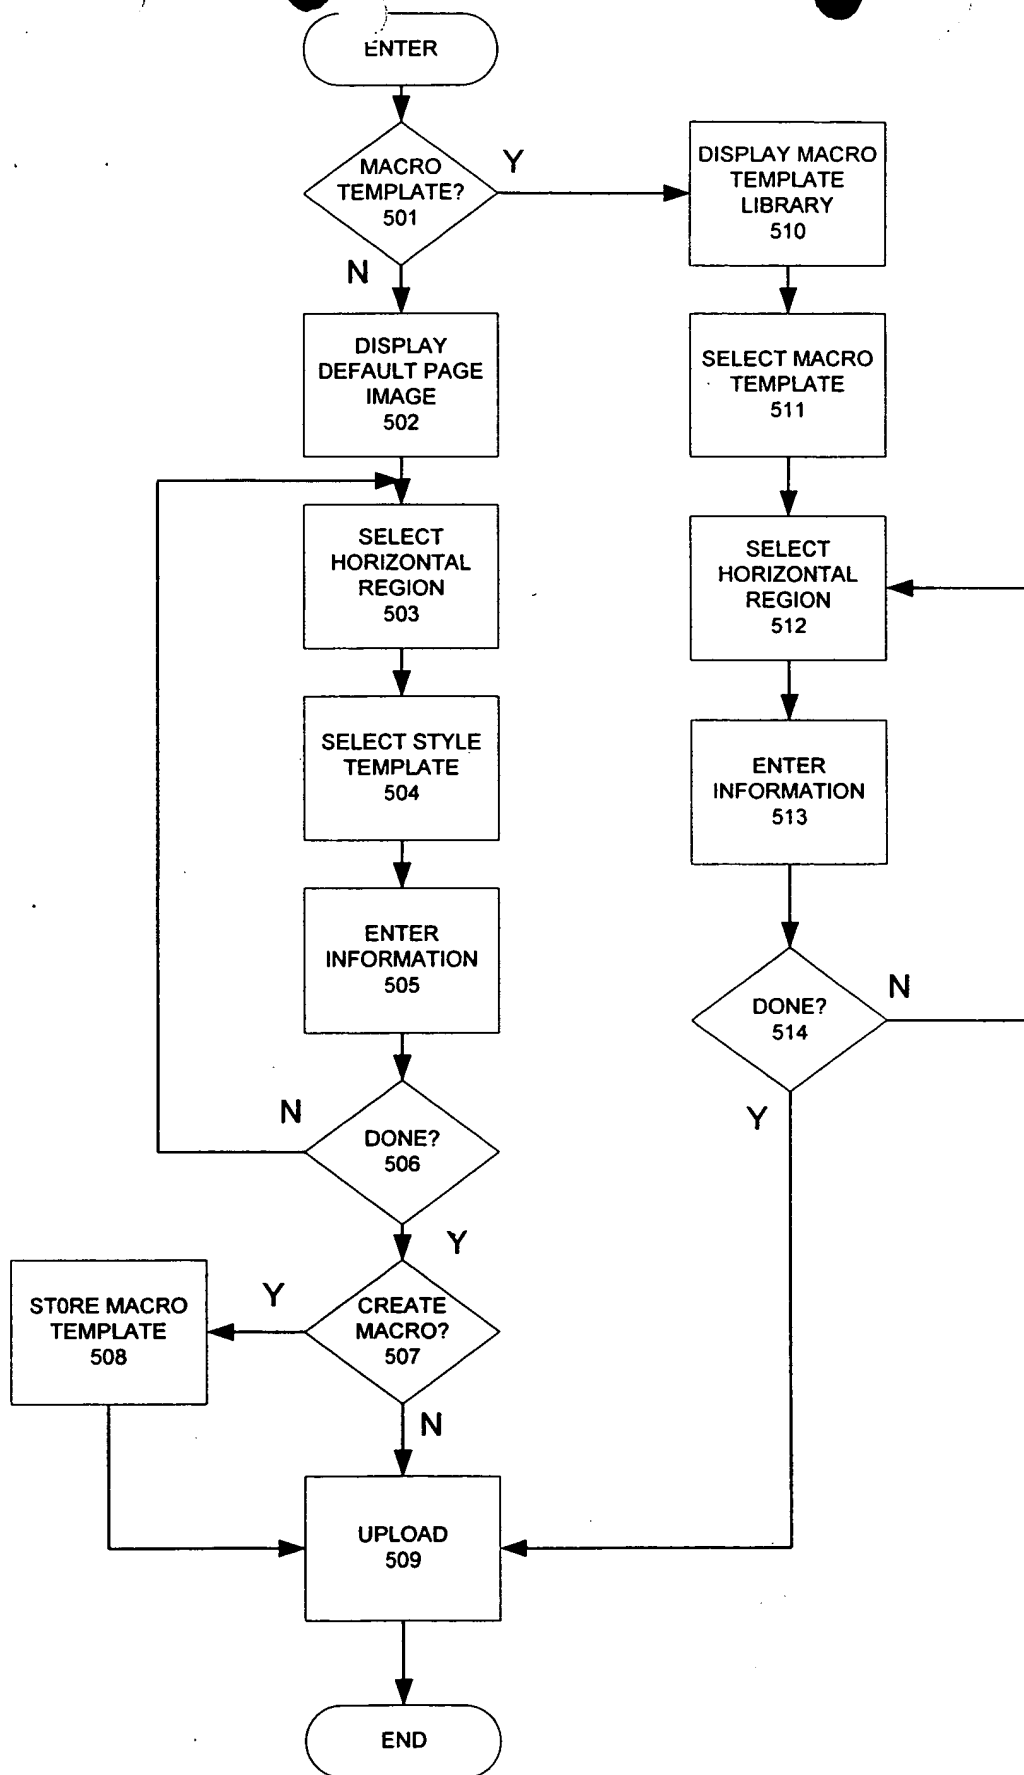 ENTER
MACRO
TEMPLATE?
501
Y
N
DISPLAY
DEFAULT PAGE
IMAGE
502
SELECT
HORIZONTAL
REGION
503
SELECT STYLE
TEMPLATE
504
ENTER
INFORMATION
505
DONE?
506
N
Y
CREATE
MACRO?
507
Y
N
ST0RE MACRO
TEMPLATE
508
UPLOAD
509
END
DISPLAY MACRO
TEMPLATE
LIBRARY
510
SELECT MACRO
TEMPLATE
511
SELECT
HORIZONTAL
REGION
512
ENTER
INFORMATION
513
DONE?
514
N
Y